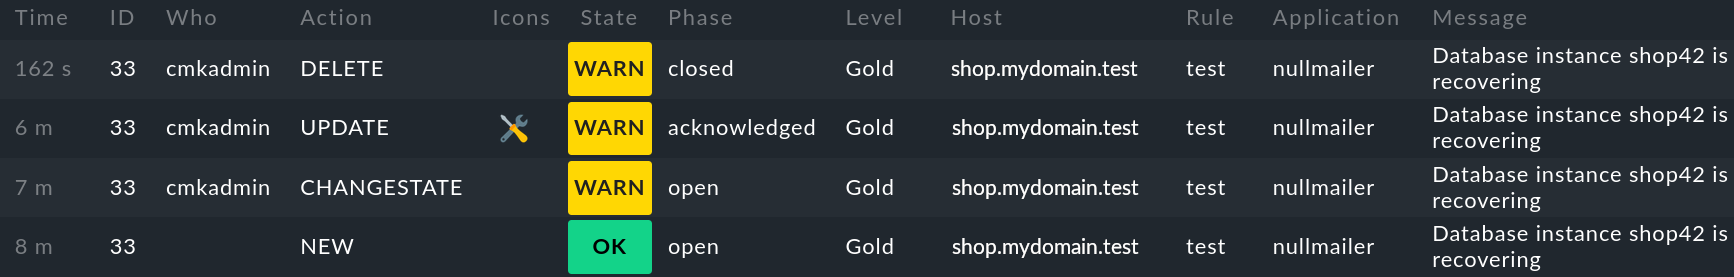 Time ID Who Action Icons State Phase Level Host Rule Application Message
162 s 33 cmkadmin DELETE WARN closed Gold shop.mydomain.test test nullmailer Database instance shop42 is
recovering
6 m 33 cmkadmin UPDATE WARN acknowledged Gold shop.mydomain.test test nullmailer Database instance shop42 is
recovering
7 m 33 cmkadmin CHANGESTATE WARN open Gold shop.mydomain.test test nullmailer Database instance shop42 is
recovering
8 m 33 NEW OK open Gold shop.mydomain.test test nullmailer Database instance shop42 is
recovering